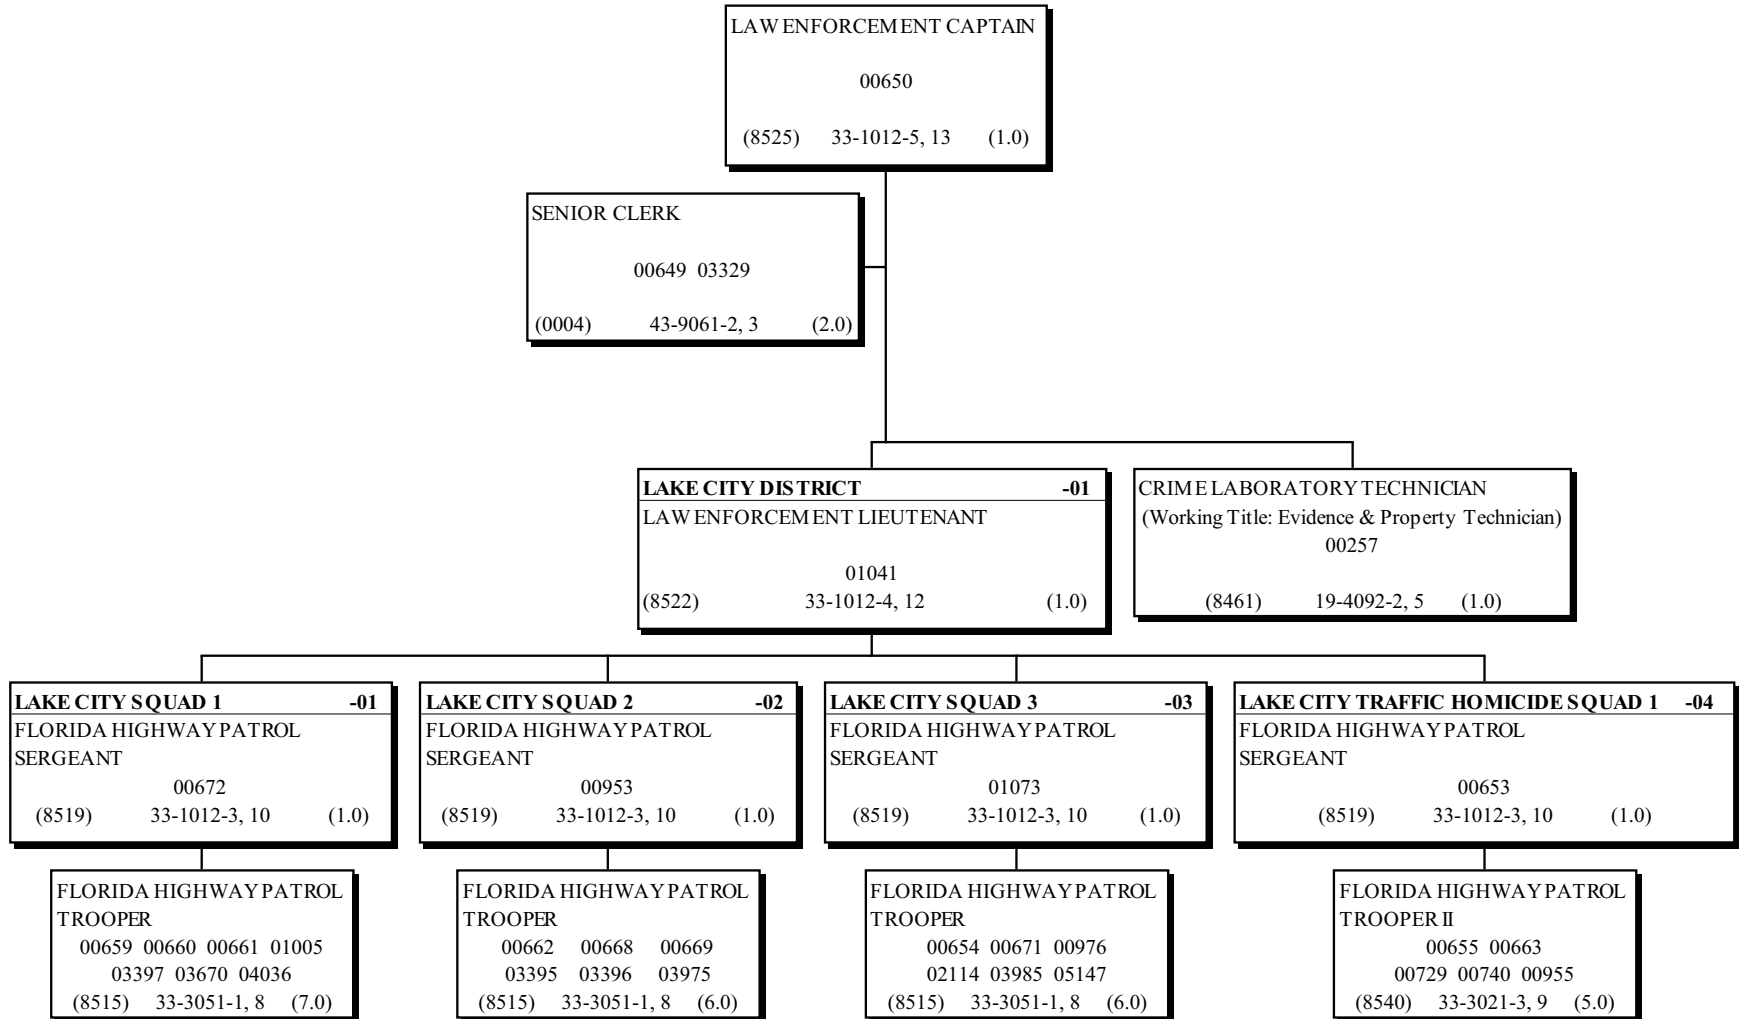 LAW ENFORCEMENT CAPTAIN
00650
(8525) 33-1012-5, 13 (1.0)
SENIOR CLERK
00649 03329
(0004) 43-9061-2, 3 (2.0)
LAKE CITY DISTRICT -01
LAW ENFORCEMENT LIEUTENANT
01041
(8522) 33-1012-4, 12 (1.0)
CRIME LABORATORY TECHNICIAN
(Working Title: Evidence & Property Technician)
00257
(8461) 19-4092-2, 5 (1.0)
LAKE CITY SQUAD 1 -01
FLORIDA HIGHWAY PATROL
SERGEANT
00672
(8519) 33-1012-3, 10 (1.0)
LAKE CITY SQUAD 2 -02
FLORIDA HIGHWAY PATROL
SERGEANT
00953
(8519) 33-1012-3, 10 (1.0)
LAKE CITY SQUAD 3 -03
FLORIDA HIGHWAY PATROL
SERGEANT
01073
(8519) 33-1012-3, 10 (1.0)
LAKE CITY TRAFFIC HOMICIDE SQUAD 1 -04
FLORIDA HIGHWAY PATROL
SERGEANT
00653
(8519) 33-1012-3, 10 (1.0)
FLORIDA HIGHWAY PATROL
TROOPER
00659 00660 00661 01005
03397 03670 04036
(8515) 33-3051-1, 8 (7.0)
FLORIDA HIGHWAY PATROL
TROOPER
00662 00668 00669
03395 03396 03975
(8515) 33-3051-1, 8 (6.0)
FLORIDA HIGHWAY PATROL
TROOPER
00654 00671 00976
02114 03985 05147
(8515) 33-3051-1, 8 (6.0)
FLORIDA HIGHWAY PATROL
TROOPER II
00655 00663
00729 00740 00955
(8540) 33-3021-3, 9 (5.0)